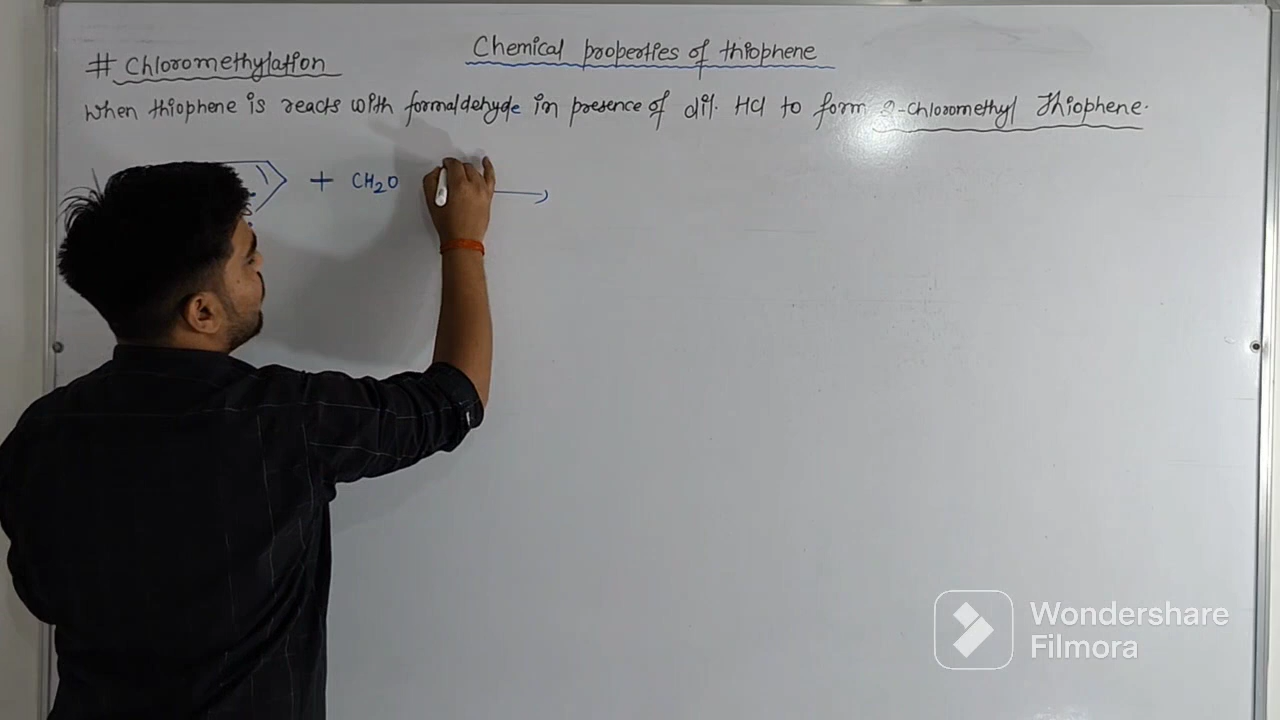 Chemical properties of thiophene
# Chloromethylation
When thiophene is reacts with formaldehyde in presence of dil. HCl to form 2-chloromethyl Thiophene.
+ CH2O
Wondershare
Filmora